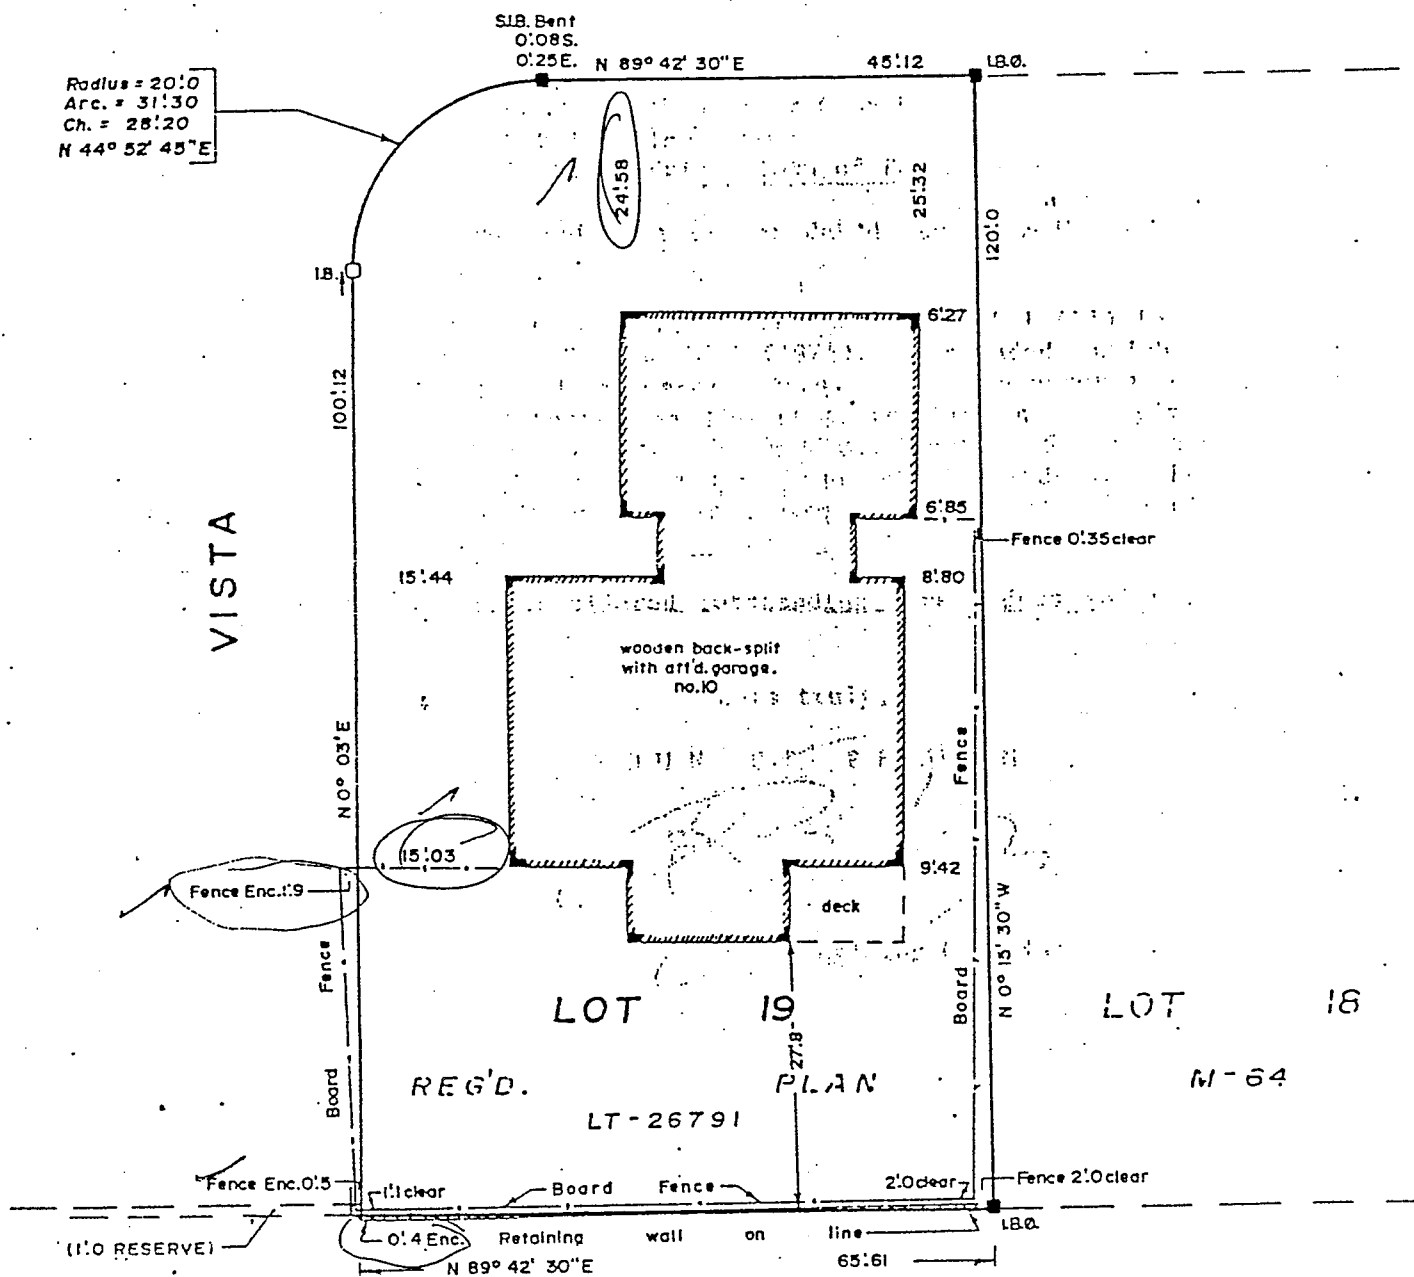 S.I.B. Bent
0'.08 S.
0'.25 E.
N 89° 42' 30" E
45'.12
I.B.Ø.
Radius = 20'.0
Arc. = 31'.30
Ch. = 28'.20
N 44° 52' 45" E
24'.58
25'.32
120'.0
I.B.
6'.27
100'.12
6'.85
Fence 0'.35 clear
VISTA
15'.44
8'.80
wooden back-split
with att'd. garage.
no.10
Fence
N 0° 03' E
15'.03
9'.42
Fence Enc. 1'.9
deck
Fence
Board
N 0° 15' 30" W
LOT 19
LOT 18
27'.8
REG'D. PLAN
M-64
Board
LT-26791
Fence Enc. 0'.5
1'.1 clear
Board Fence
2'.0 clear
Fence 2'.0 clear
(1'.0 RESERVE)
0'.4 Enc.
Retaining wall on line
I.B.Ø.
N 89° 42' 30" E
65'.61